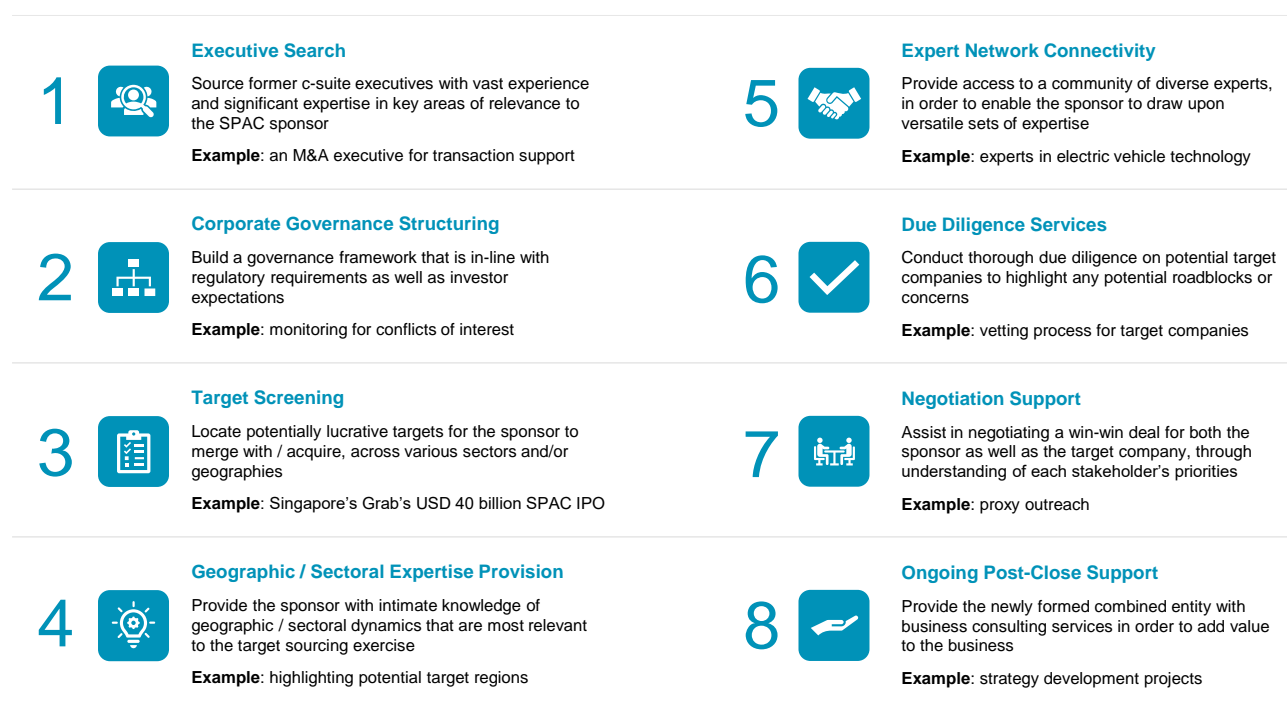 1
Executive Search
Source former c-suite executives with vast experience
and significant expertise in key areas of relevance to
the SPAC sponsor
Example: an M&A executive for transaction support
2
Corporate Governance Structuring
Build a governance framework that is in-line with
regulatory requirements as well as investor
expectations
Example: monitoring for conflicts of interest
3
Target Screening
Locate potentially lucrative targets for the sponsor to
merge with / acquire, across various sectors and/or
geographies
Example: Singapore's Grab's USD 40 billion SPAC IPO
4
Geographic / Sectoral Expertise Provision
Provide the sponsor with intimate knowledge of
geographic / sectoral dynamics that are most relevant
to the target sourcing exercise
Example: highlighting potential target regions
5
Expert Network Connectivity
Provide access to a community of diverse experts,
in order to enable the sponsor to draw upon
versatile sets of expertise
Example: experts in electric vehicle technology
6
Due Diligence Services
Conduct thorough due diligence on potential target
companies to highlight any potential roadblocks or
concerns
Example: vetting process for target companies
7
Negotiation Support
Assist in negotiating a win-win deal for both the
sponsor as well as the target company, through
understanding of each stakeholder's priorities
Example: proxy outreach
8
Ongoing Post-Close Support
Provide the newly formed combined entity with
business consulting services in order to add value
to the business
Example: strategy development projects